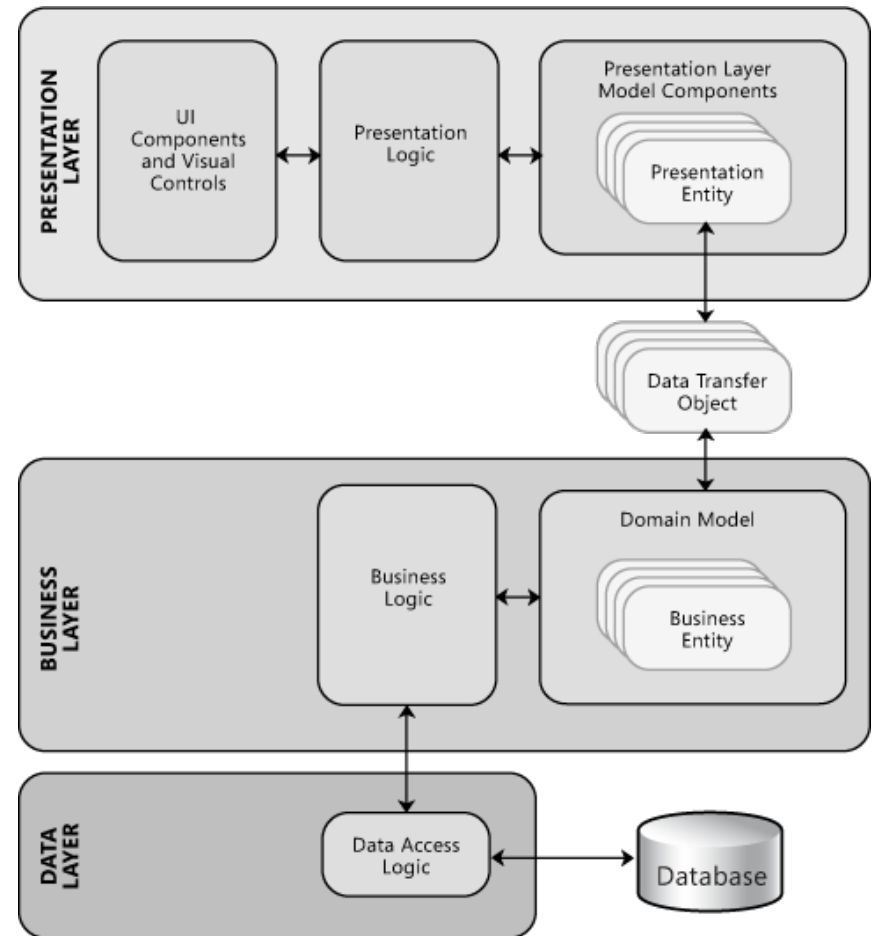 PRESENTATION
LAYER
UI
Components
and Visual
Controls
Presentation
Logic
Presentation Layer
Model Components
Presentation
Entity
Data Transfer
Object
BUSINESS
LAYER
Business
Logic
Domain Model
Business
Entity
DATA
LAYER
Data Access
Logic
Database